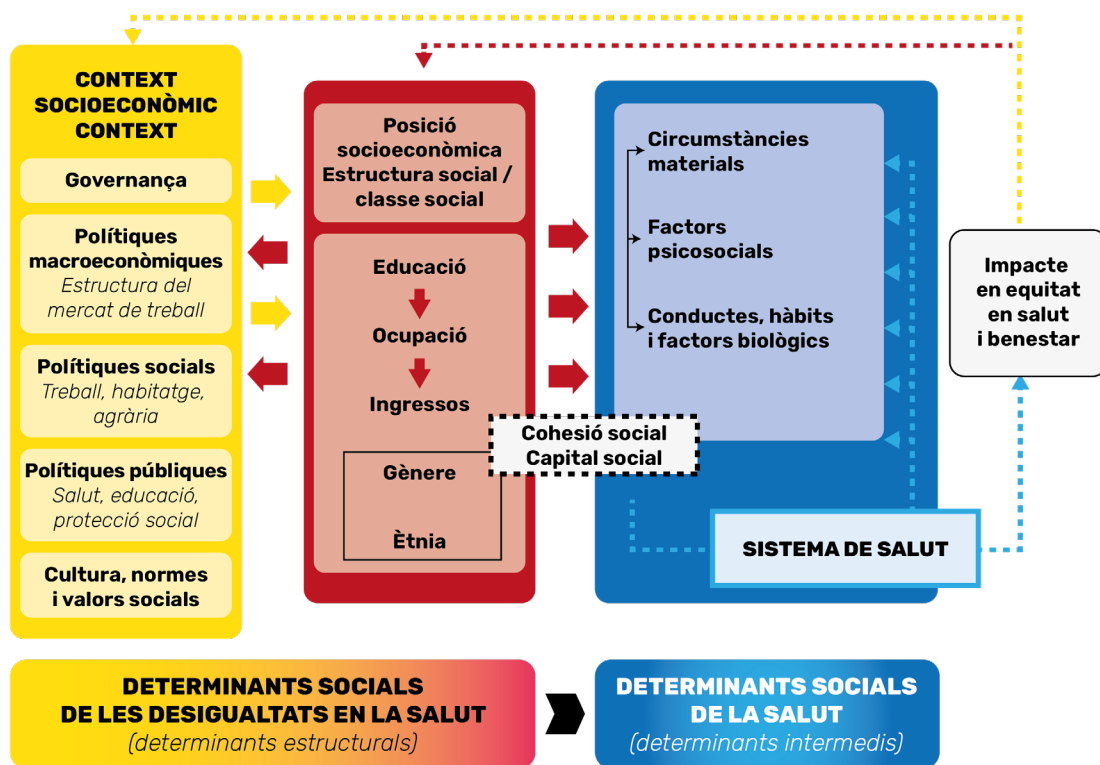 CONTEXT
SOCIOECONÒMIC
CONTEXT
Governança
Polítiques
macroeconòmiques
Estructura del
mercat de treball
Polítiques socials
Treball, habitatge,
agrària
Polítiques públiques
Salut, educació,
protecció social
Cultura, normes
i valors socials
Posició
socioeconòmica
Estructura social /
classe social
Educació
Ocupació
Ingressos
Gènere
Ètnia
Cohesió social
Capital social
Circumstàncies
materials
Factors
psicosocials
Conductes, hàbits
i factors biològics
SISTEMA DE SALUT
Impacte
en equitat
en salut
i benestar
DETERMINANTS SOCIALS
DE LES DESIGUALTATS EN LA SALUT
(determinants estructurals)
DETERMINANTS SOCIALS
DE LA SALUT
(determinants intermedis)